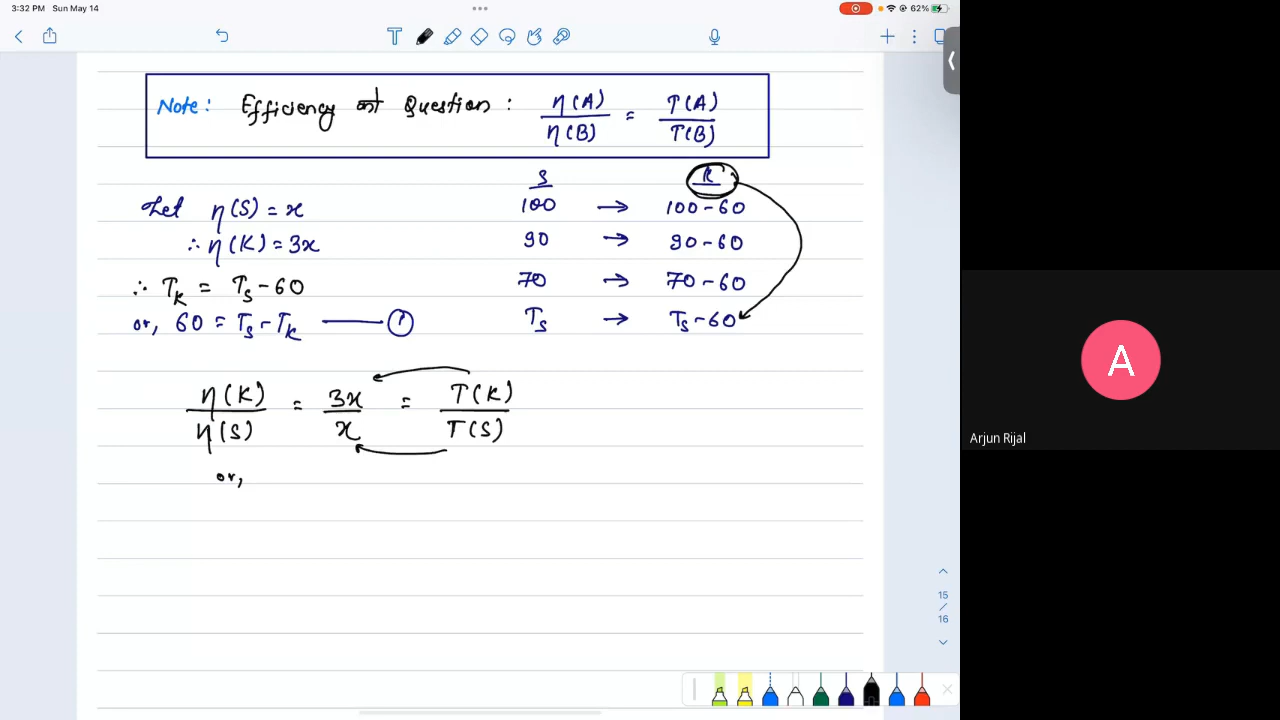 3:32 PM Sun May 14
62%
Note: Efficiency Question: η(A)/η(B) = T(A)/T(B)
S K
Let η(S) = x 100 → 100-60
∴ η(K) = 3x 90 → 90-60
∴ T_K = T_S - 60 70 → 70-60
or, 60 = T_S - T_K —— ① T_S → T_S-60
η(K)/η(S) = 3x/x = T(K)/T(S)
or,
A
Arjun Rijal
15
/
16